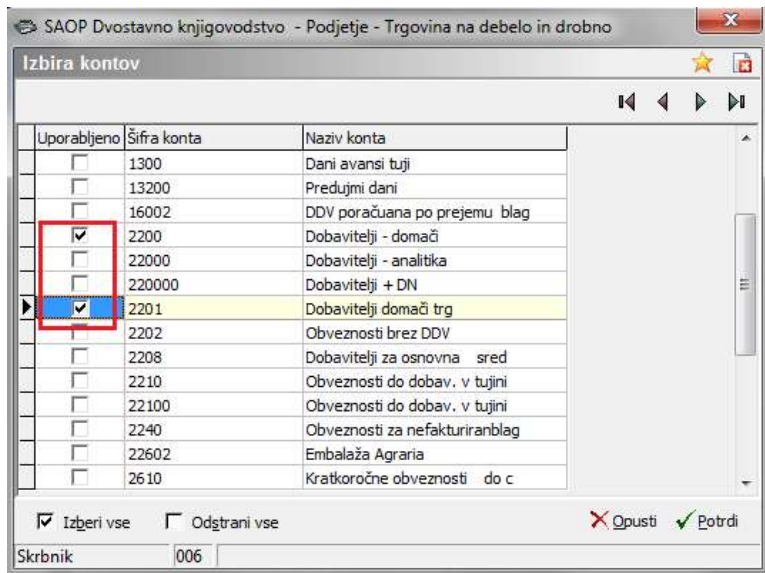 SAOP Dvostavno knjigovodstvo - Podjetje - Trgovina na debelo in drobno
Izbira kontov
Uporabljeno Šifra konta Naziv konta
1300 Dani avansi tuji
13200 Predujmi dani
16002 DDV poračuana po prejemu blag
2200 Dobavitelji - domači
22000 Dobavitelji - analitika
220000 Dobavitelji + DN
2201 Dobavitelji domači trg
2202 Obveznosti brez DDV
2208 Dobavitelji za osnovna sred
2210 Obveznosti do dobav. v tujini
22100 Obveznosti do dobav. v tujini
2240 Obveznosti za nefakturiranblag
22602 Embalaža Agraria
2610 Kratkoročne obveznosti do c
Izberi vse Odstrani vse Opusti Potrdi
Skrbnik 006